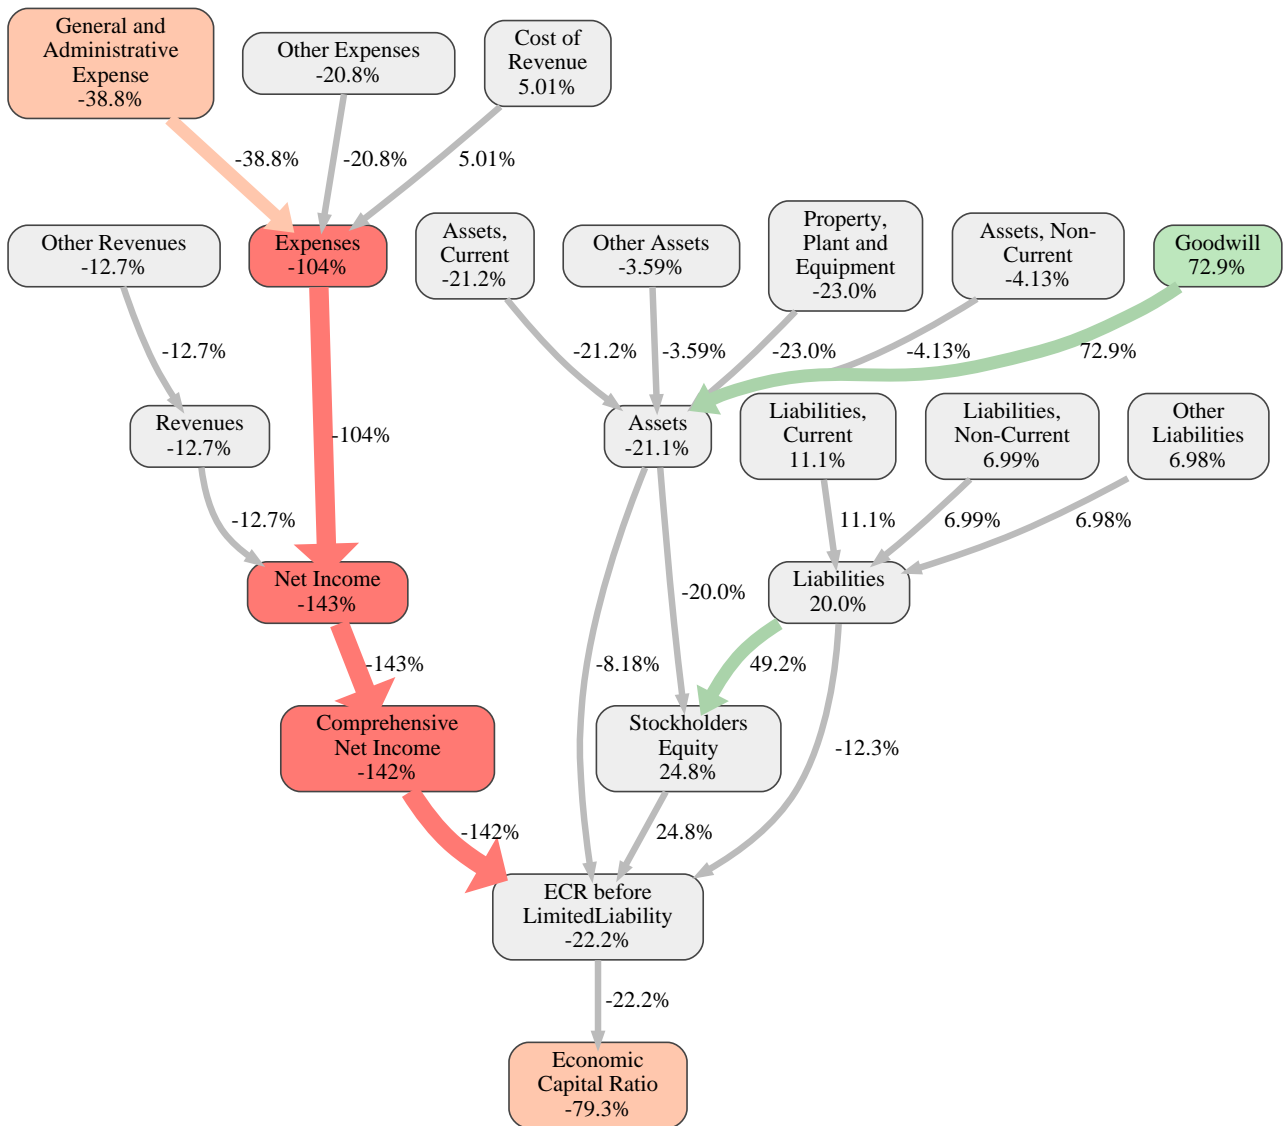 General and
Administrative
Expense
-38.8%
Other Expenses
-20.8%
Cost of
Revenue
5.01%
-38.8%
-20.8%
5.01%
Other Revenues
-12.7%
Expenses
-104%
Assets,
Current
-21.2%
Other Assets
-3.59%
Property,
Plant and
Equipment
-23.0%
Assets, Non-
Current
-4.13%
Goodwill
72.9%
-12.7%
-21.2%
-3.59%
-23.0%
-4.13%
72.9%
Revenues
-12.7%
-104%
Assets
-21.1%
Liabilities,
Current
11.1%
Liabilities,
Non-Current
6.99%
Other
Liabilities
6.98%
-12.7%
11.1%
6.99%
6.98%
Net Income
-143%
-20.0%
Liabilities
20.0%
-143%
-8.18%
49.2%
Comprehensive
Net Income
-142%
Stockholders
Equity
24.8%
-12.3%
-142%
24.8%
ECR before
LimitedLiability
-22.2%
-22.2%
Economic
Capital Ratio
-79.3%